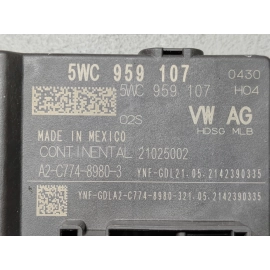 5WC 959 107
5WC 959 107 0430
H04
02S
VW AG
MADE IN MEXICO
HDSG MLB
CONTINENTAL 21025002
A2-C774-8980-3 YNF-GDL21.05.2142390335
YNF-GDLA2-C774-8980-321.05.2142390335